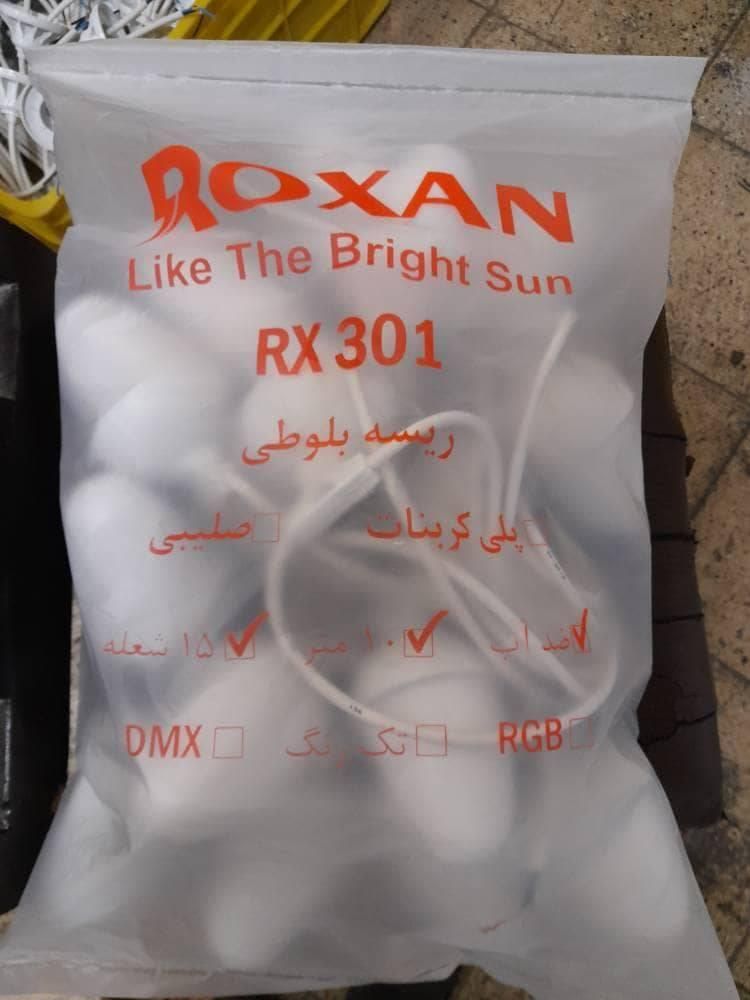 ROXAN
Like The Bright Sun
RX 301
ریسه بلوطی
پلی کربنات صلیبی
ضد آب ۱۰ متر ۱۵ شعله
RGB تک رنگ DMX